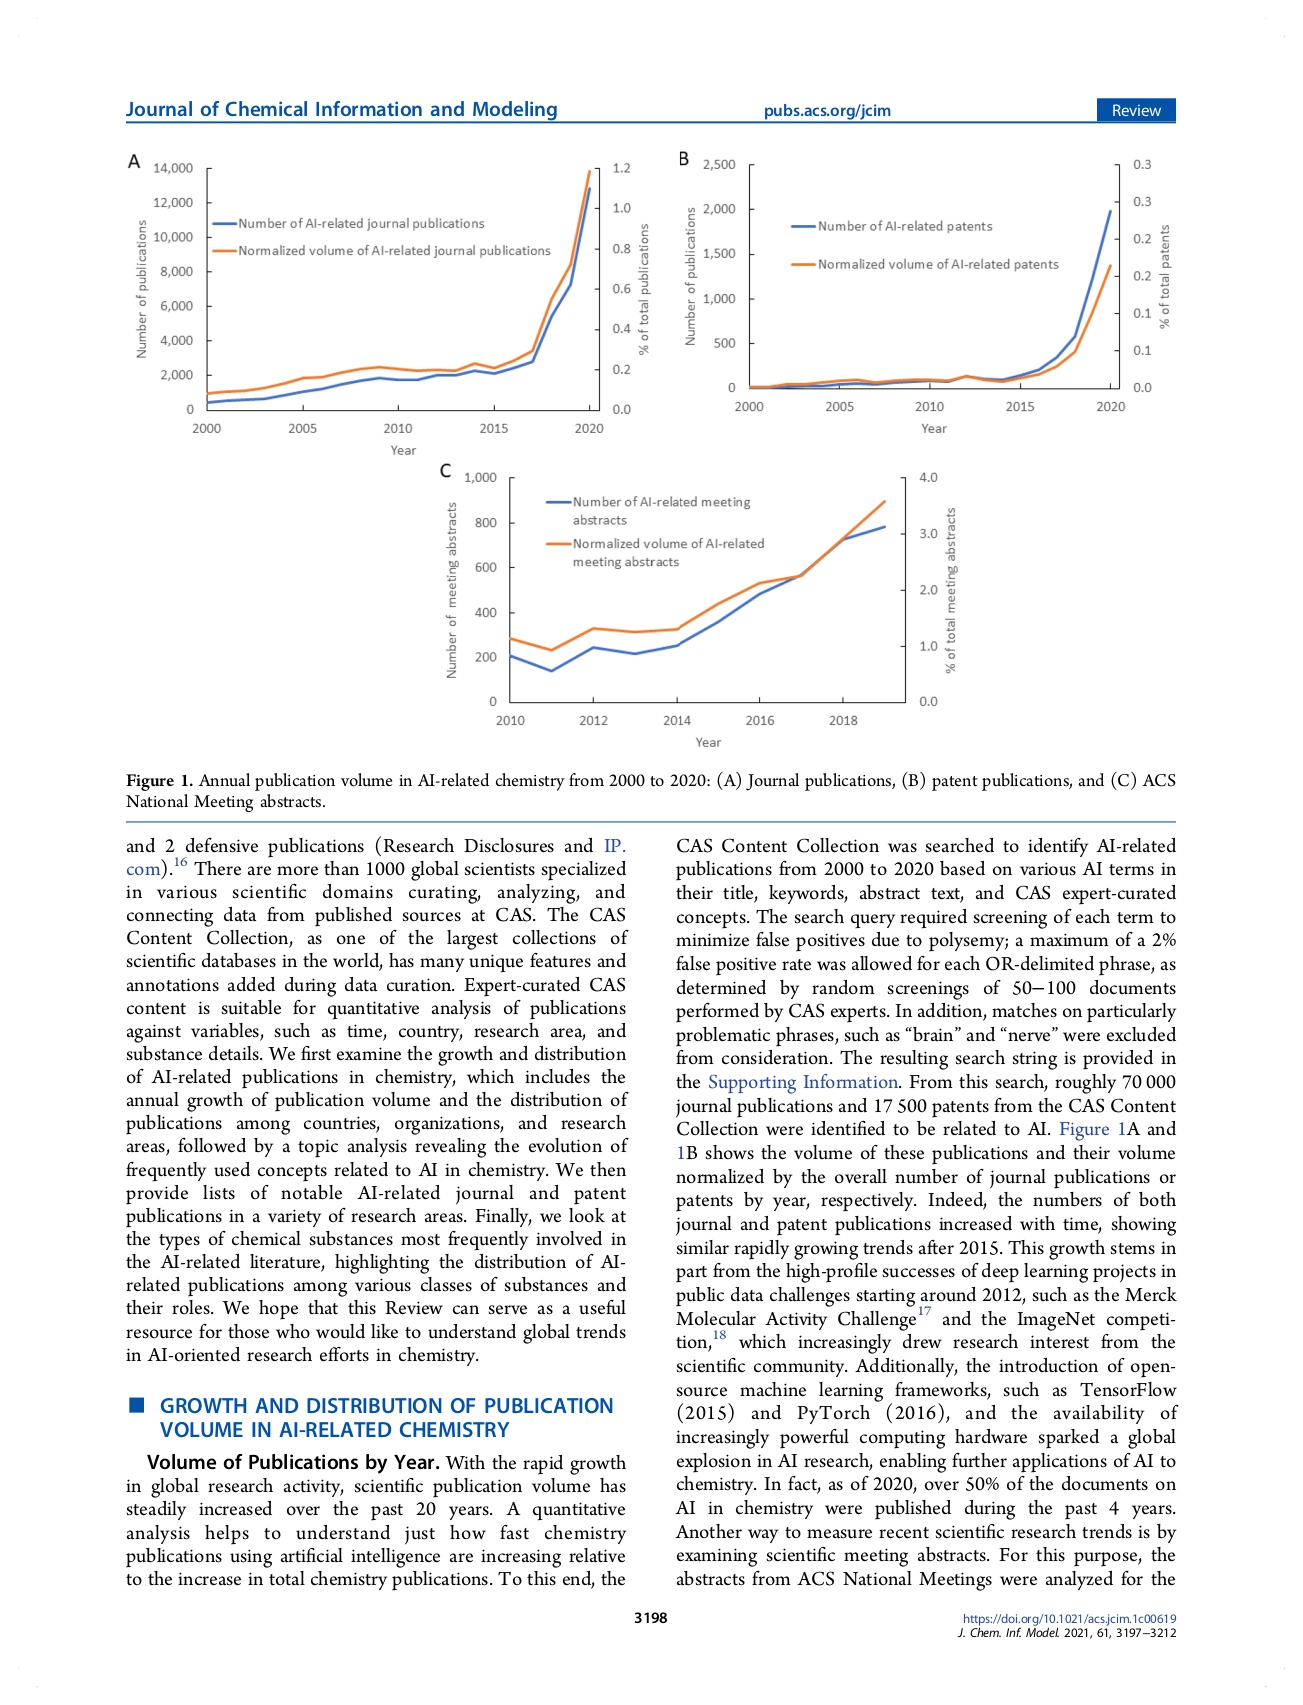 Journal of Chemical Information and Modeling
pubs.acs.org/jcim
Review
A
14,000
12,000
10,000
8,000
6,000
4,000
2,000
0
Number of publications
Number of AI-related journal publications
Normalized volume of AI-related journal publications
1.2
1.0
0.8
0.6
0.4
0.2
0.0
% of total publications
2000
2005
2010
2015
2020
Year
B
2,500
2,000
1,500
1,000
500
0
Number of publications
Number of AI-related patents
Normalized volume of AI-related patents
0.3
0.3
0.2
0.2
0.1
0.1
0.0
% of total patents
2000
2005
2010
2015
2020
Year
C
1,000
800
600
400
200
0
Number of meeting abstracts
Number of AI-related meeting
abstracts
Normalized volume of AI-related
meeting abstracts
4.0
3.0
2.0
1.0
0.0
% of total meeting abstracts
2010
2012
2014
2016
2018
Year
Figure 1. Annual publication volume in AI-related chemistry from 2000 to 2020: (A) Journal publications, (B) patent publications, and (C) ACS
National Meeting abstracts.
and 2 defensive publications (Research Disclosures and IP.
com).16 There are more than 1000 global scientists specialized
in various scientific domains curating, analyzing, and
connecting data from published sources at CAS. The CAS
Content Collection, as one of the largest collections of
scientific databases in the world, has many unique features and
annotations added during data curation. Expert-curated CAS
content is suitable for quantitative analysis of publications
against variables, such as time, country, research area, and
substance details. We first examine the growth and distribution
of AI-related publications in chemistry, which includes the
annual growth of publication volume and the distribution of
publications among countries, organizations, and research
areas, followed by a topic analysis revealing the evolution of
frequently used concepts related to AI in chemistry. We then
provide lists of notable AI-related journal and patent
publications in a variety of research areas. Finally, we look at
the types of chemical substances most frequently involved in
the AI-related literature, highlighting the distribution of AI-
related publications among various classes of substances and
their roles. We hope that this Review can serve as a useful
resource for those who would like to understand global trends
in AI-oriented research efforts in chemistry.
■ GROWTH AND DISTRIBUTION OF PUBLICATION
VOLUME IN AI-RELATED CHEMISTRY
Volume of Publications by Year. With the rapid growth
in global research activity, scientific publication volume has
steadily increased over the past 20 years. A quantitative
analysis helps to understand just how fast chemistry
publications using artificial intelligence are increasing relative
to the increase in total chemistry publications. To this end, the
CAS Content Collection was searched to identify AI-related
publications from 2000 to 2020 based on various AI terms in
their title, keywords, abstract text, and CAS expert-curated
concepts. The search query required screening of each term to
minimize false positives due to polysemy; a maximum of a 2%
false positive rate was allowed for each OR-delimited phrase, as
determined by random screenings of 50−100 documents
performed by CAS experts. In addition, matches on particularly
problematic phrases, such as “brain” and “nerve” were excluded
from consideration. The resulting search string is provided in
the Supporting Information. From this search, roughly 70 000
journal publications and 17 500 patents from the CAS Content
Collection were identified to be related to AI. Figure 1A and
1B shows the volume of these publications and their volume
normalized by the overall number of journal publications or
patents by year, respectively. Indeed, the numbers of both
journal and patent publications increased with time, showing
similar rapidly growing trends after 2015. This growth stems in
part from the high-profile successes of deep learning projects in
public data challenges starting around 2012, such as the Merck
Molecular Activity Challenge17 and the ImageNet competi-
tion,18 which increasingly drew research interest from the
scientific community. Additionally, the introduction of open-
source machine learning frameworks, such as TensorFlow
(2015) and PyTorch (2016), and the availability of
increasingly powerful computing hardware sparked a global
explosion in AI research, enabling further applications of AI to
chemistry. In fact, as of 2020, over 50% of the documents on
AI in chemistry were published during the past 4 years.
Another way to measure recent scientific research trends is by
examining scientific meeting abstracts. For this purpose, the
abstracts from ACS National Meetings were analyzed for the
3198
https://doi.org/10.1021/acs.jcim.1c00619
J. Chem. Inf. Model. 2021, 61, 3197−3212